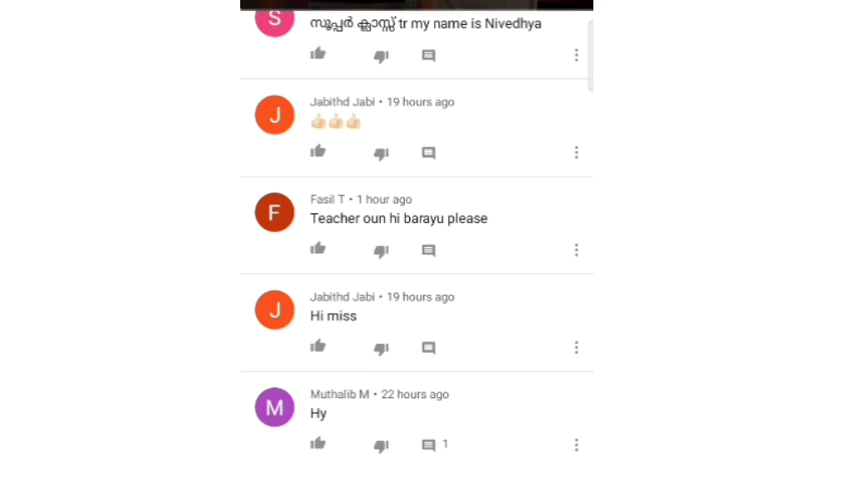 S
സൂപ്പർ ക്ലാസ്സ് tr my name is Nivedhya
J
Jabithd Jabi • 19 hours ago
👍🏻👍🏻👍🏻
F
Fasil T • 1 hour ago
Teacher oun hi barayu please
J
Jabithd Jabi • 19 hours ago
Hi miss
M
Muthalib M • 22 hours ago
Hy
1